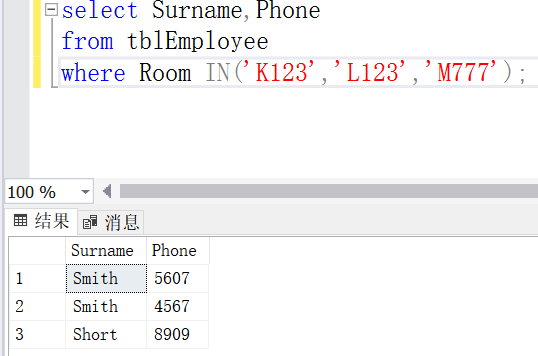 select Surname,Phone
from tblEmployee
where Room IN('K123','L123','M777');
100 %
结果 消息
Surname Phone
1 Smith 5607
2 Smith 4567
3 Short 8909